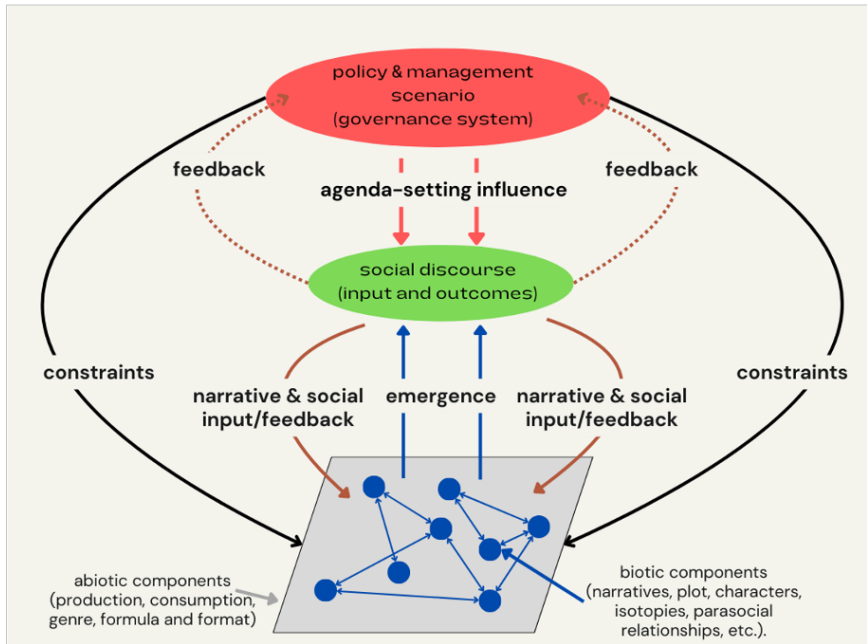 policy & management
scenario
(governance system)
feedback
feedback
agenda-setting influence
social discourse
(input and outcomes)
constraints
constraints
narrative & social
input/feedback
emergence
narrative & social
input/feedback
abiotic components
(production, consumption,
genre, formula and format)
biotic components
(narratives, plot, characters,
isotopies, parasocial
relationships, etc.).